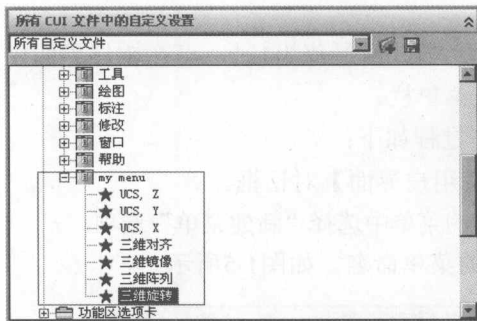 所有 CUI 文件中的自定义设置
所有自定义文件
工具
绘图
标注
修改
窗口
帮助
my menu
UCS, Z
UCS, Y
UCS, X
三维对齐
三维镜像
三维阵列
三维旋转
功能区选项卡